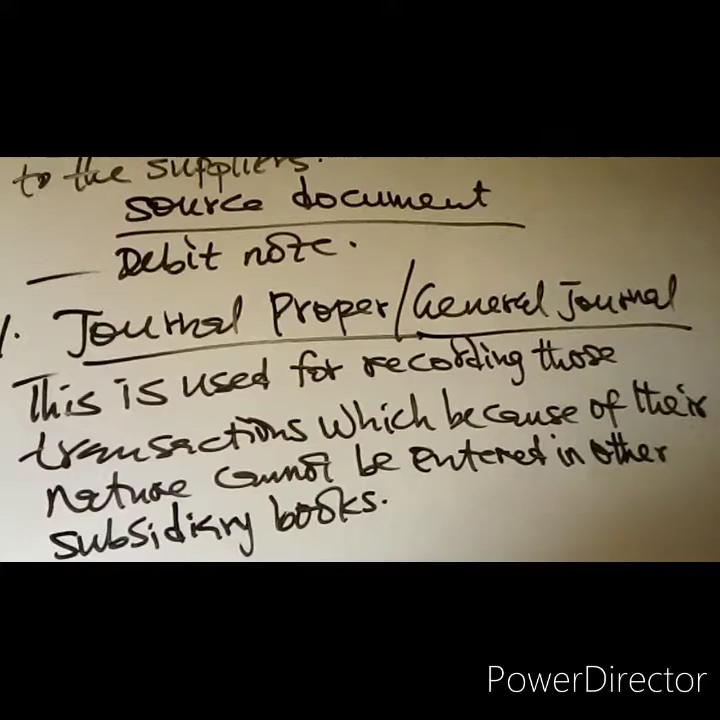 to the suppliers.
source document
— Debit note.
Journal Proper/General Journal
This is used for recording those
transactions which because of their
nature cannot be entered in other
subsidiary books.
PowerDirector